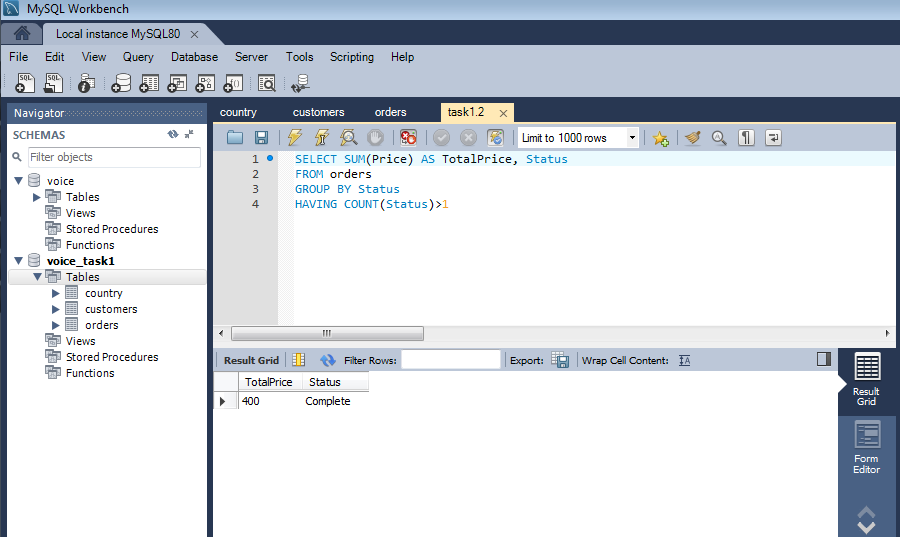 MySQL Workbench
Local instance MySQL80
File Edit View Query Database Server Tools Scripting Help
SQL SQL
Navigator
SCHEMAS
Filter objects
voice
Tables
Views
Stored Procedures
Functions
voice_task1
Tables
country
customers
orders
Views
Stored Procedures
Functions
country customers orders task1.2
Limit to 1000 rows
1 SELECT SUM(Price) AS TotalPrice, Status
2 FROM orders
3 GROUP BY Status
4 HAVING COUNT(Status)>1
Result Grid Filter Rows: Export: Wrap Cell Content:
TotalPrice Status
400 Complete
Result
Grid
Form
Editor